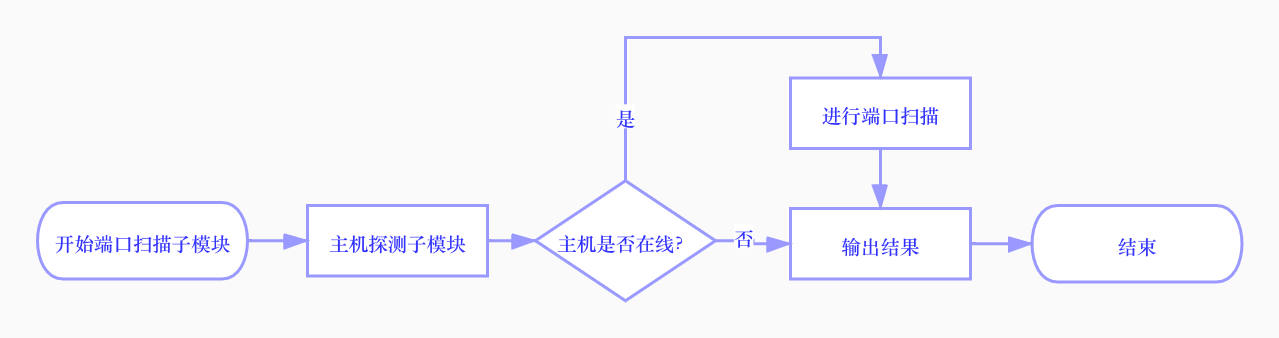 开始端口扫描子模块
主机探测子模块
主机是否在线?
是
否
进行端口扫描
输出结果
结束